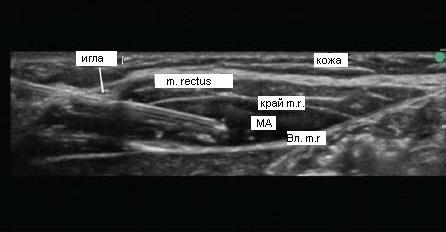 игла
кожа
m. rectus
край m.r.
МА
Вл. m.r